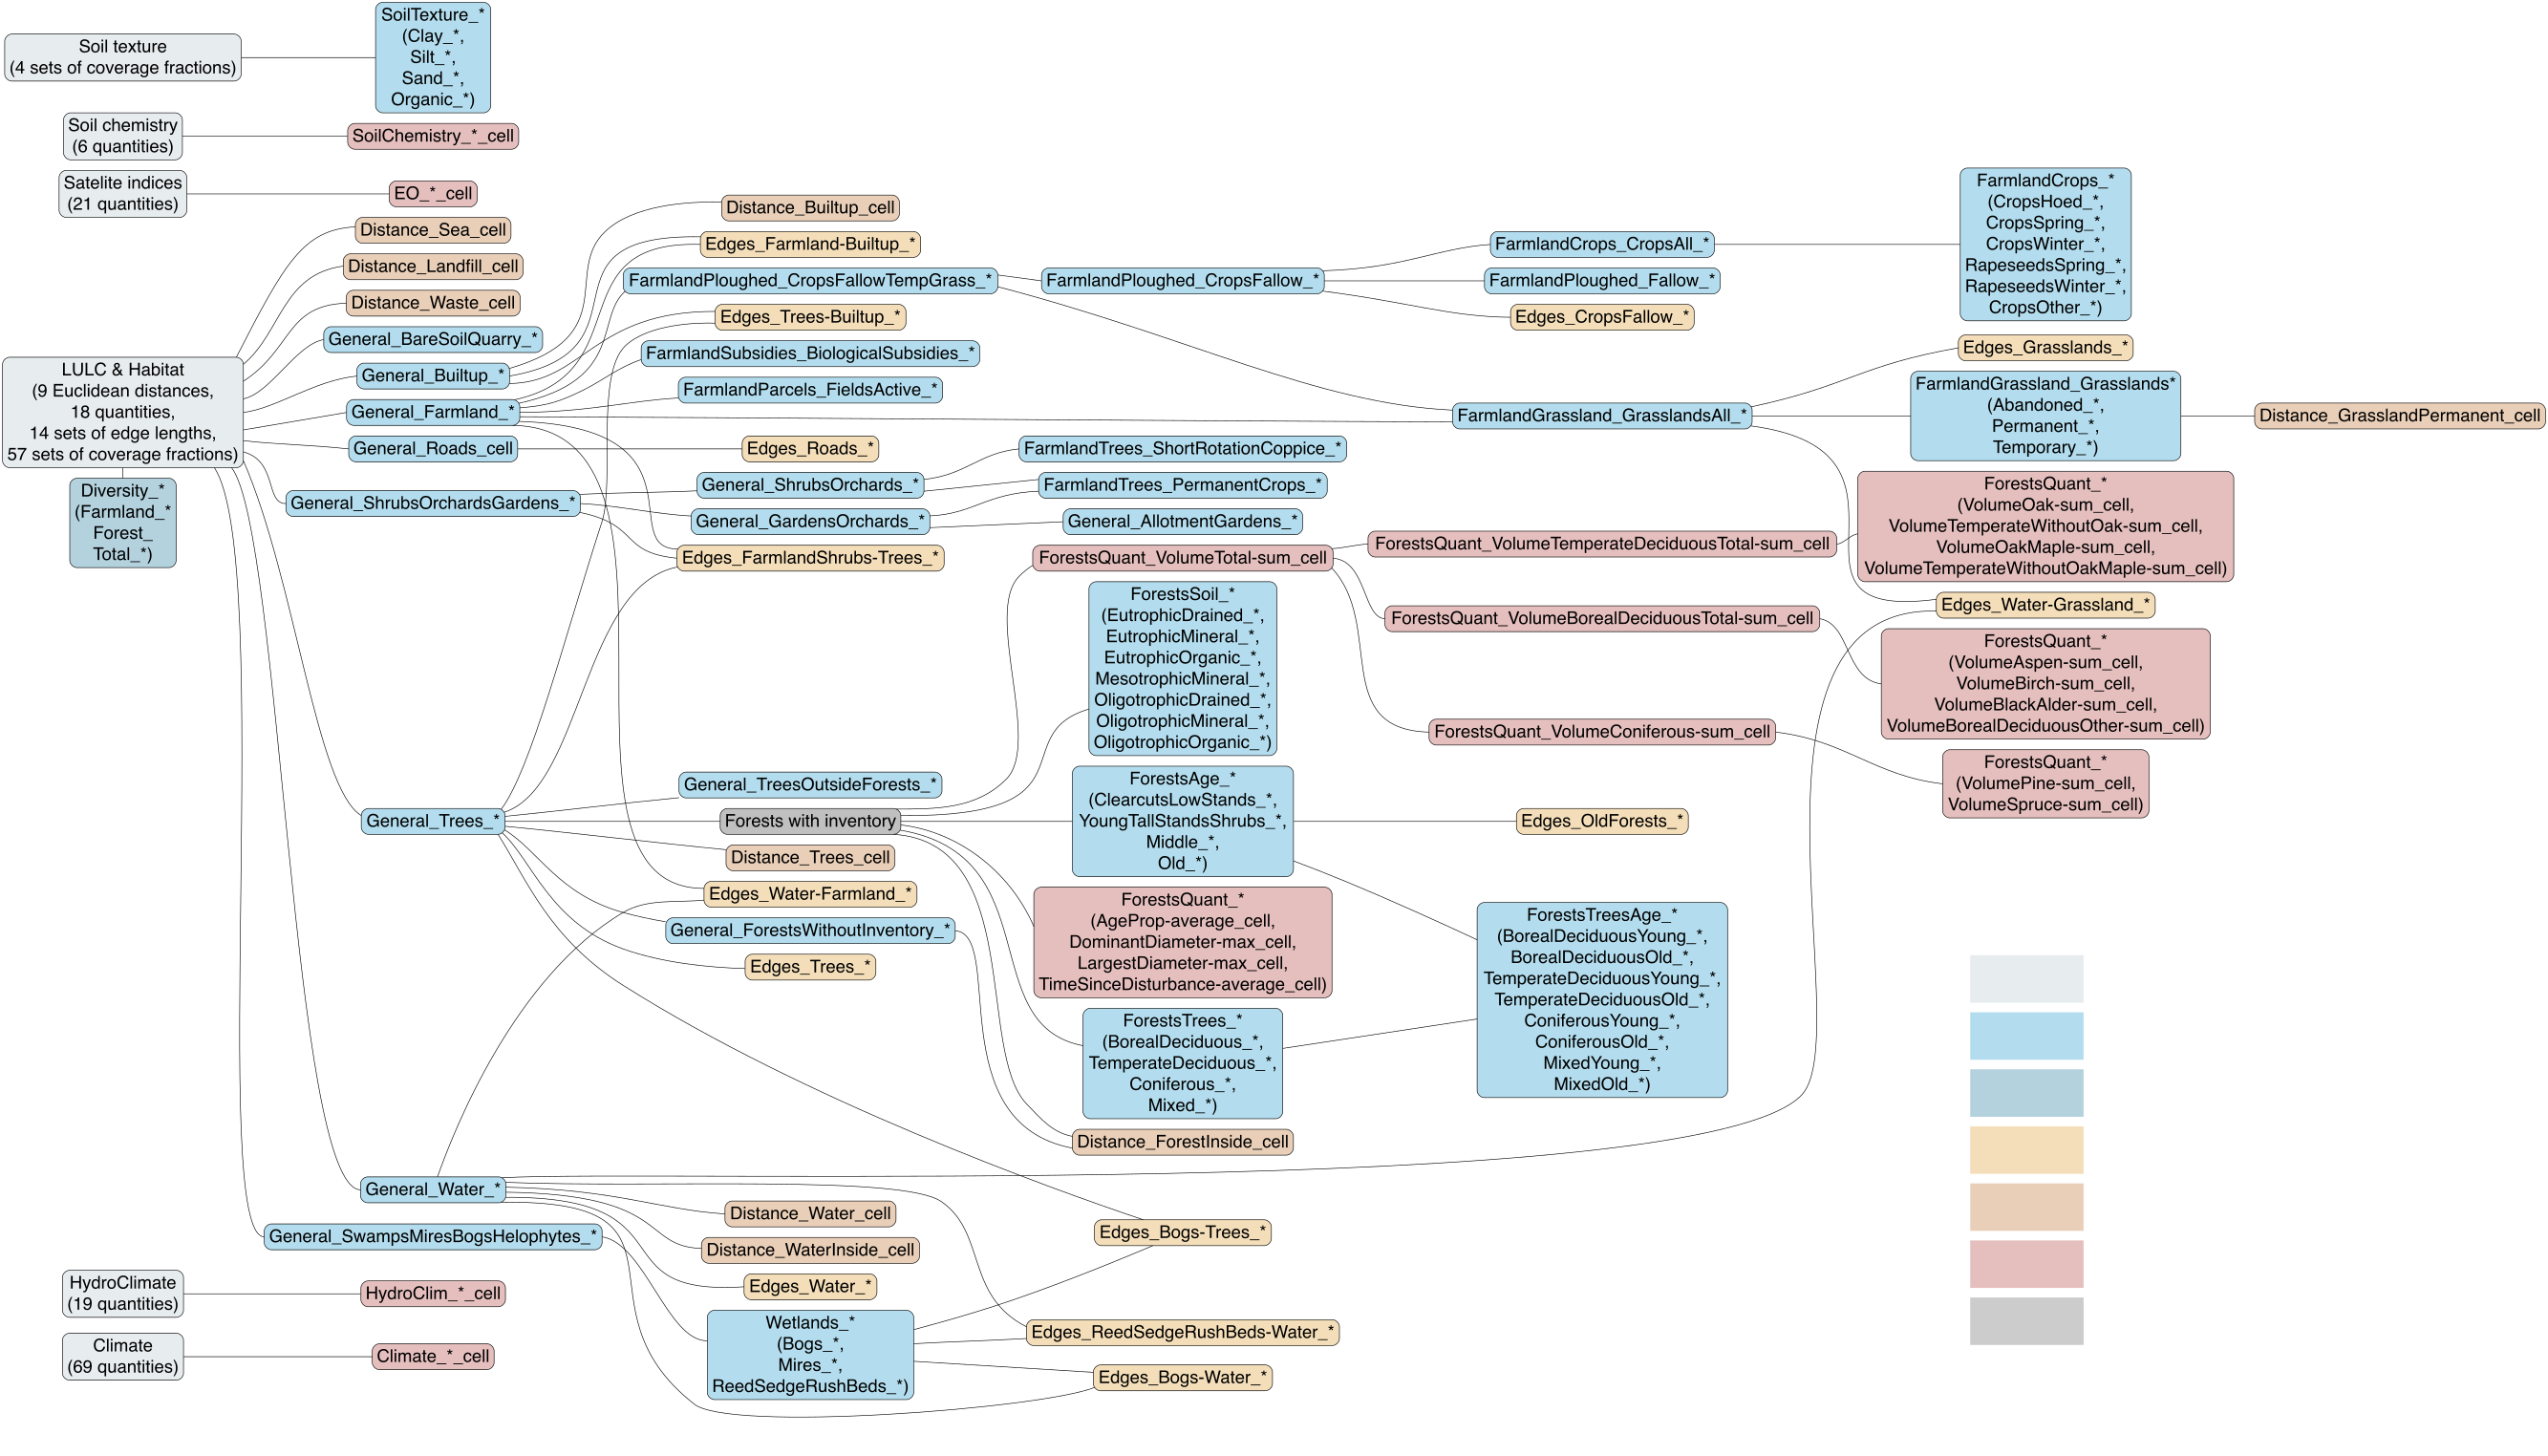 Soil texture
(4 sets of coverage fractions)
SoilTexture_*
(Clay_*,
Silt_*,
Sand_*,
Organic_*)
Soil chemistry
(6 quantities)
SoilChemistry_*_cell
Satelite indices
(21 quantities)
EO_*_cell
LULC & Habitat
(9 Euclidean distances,
18 quantities,
14 sets of edge lengths,
57 sets of coverage fractions)
Diversity_*
(Farmland_*
Forest_
Total_*)
HydroClimate
(19 quantities)
HydroClim_*_cell
Climate
(69 quantities)
Climate_*_cell
Distance_Sea_cell
Distance_Landfill_cell
Distance_Waste_cell
General_BareSoilQuarry_*
General_Builtup_*
General_Farmland_*
General_Roads_cell
General_ShrubsOrchardsGardens_*
General_Trees_*
General_Water_*
General_SwampsMiresBogsHelophytes_*
Distance_Builtup_cell
Edges_Farmland-Builtup_*
FarmlandPloughed_CropsFallowTempGrass_*
Edges_Trees-Builtup_*
FarmlandSubsidies_BiologicalSubsidies_*
FarmlandParcels_FieldsActive_*
Edges_Roads_*
General_ShrubsOrchards_*
General_GardensOrchards_*
Edges_FarmlandShrubs-Trees_*
General_TreesOutsideForests_*
Forests with inventory
Distance_Trees_cell
Edges_Water-Farmland_*
General_ForestsWithoutInventory_*
Edges_Trees_*
Distance_Water_cell
Distance_WaterInside_cell
Edges_Water_*
Wetlands_*
(Bogs_*,
Mires_*,
ReedSedgeRushBeds_*)
FarmlandPloughed_CropsFallow_*
FarmlandTrees_ShortRotationCoppice_*
FarmlandTrees_PermanentCrops_*
General_AllotmentGardens_*
ForestsQuant_VolumeTotal-sum_cell
ForestsSoil_*
(EutrophicDrained_*,
EutrophicMineral_*,
EutrophicOrganic_*,
MesotrophicMineral_*,
OligotrophicDrained_*,
OligotrophicMineral_*,
OligotrophicOrganic_*)
ForestsAge_*
(ClearcutsLowStands_*,
YoungTallStandsShrubs_*,
Middle_*,
Old_*)
ForestsQuant_*
(AgeProp-average_cell,
DominantDiameter-max_cell,
LargestDiameter-max_cell,
TimeSinceDisturbance-average_cell)
ForestsTrees_*
(BorealDeciduous_*,
TemperateDeciduous_*,
Coniferous_*,
Mixed_*)
Distance_ForestInside_cell
Edges_Bogs-Trees_*
Edges_ReedSedgeRushBeds-Water_*
Edges_Bogs-Water_*
FarmlandCrops_CropsAll_*
FarmlandPloughed_Fallow_*
Edges_CropsFallow_*
FarmlandGrassland_GrasslandsAll_*
ForestsQuant_VolumeTemperateDeciduousTotal-sum_cell
ForestsQuant_VolumeBorealDeciduousTotal-sum_cell
ForestsQuant_VolumeConiferous-sum_cell
Edges_OldForests_*
ForestsTreesAge_*
(BorealDeciduousYoung_*,
BorealDeciduousOld_*,
TemperateDeciduousYoung_*,
TemperateDeciduousOld_*,
ConiferousYoung_*,
ConiferousOld_*,
MixedYoung_*,
MixedOld_*)
FarmlandCrops_*
(CropsHoed_*,
CropsSpring_*,
CropsWinter_*,
RapeseedsSpring_*,
RapeseedsWinter_*,
CropsOther_*)
Edges_Grasslands_*
FarmlandGrassland_Grasslands*
(Abandoned_*,
Permanent_*,
Temporary_*)
Distance_GrasslandPermanent_cell
ForestsQuant_*
(VolumeOak-sum_cell,
VolumeTemperateWithoutOak-sum_cell,
VolumeOakMaple-sum_cell,
VolumeTemperateWithoutOakMaple-sum_cell)
Edges_Water-Grassland_*
ForestsQuant_*
(VolumeAspen-sum_cell,
VolumeBirch-sum_cell,
VolumeBlackAlder-sum_cell,
VolumeBorealDeciduousOther-sum_cell)
ForestsQuant_*
(VolumePine-sum_cell,
VolumeSpruce-sum_cell)